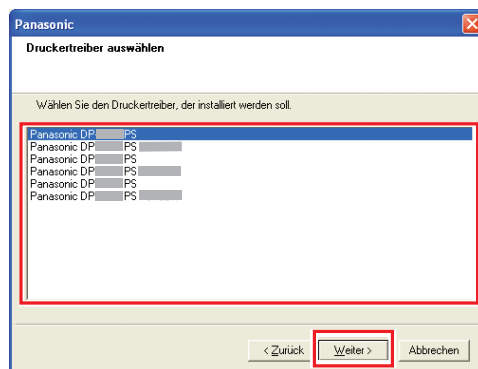 Panasonic
Druckertreiber auswählen
Wählen Sie den Druckertreiber, der installiert werden soll.
Panasonic DP PS
Panasonic DP PS
Panasonic DP PS
Panasonic DP PS
Panasonic DP PS
Panasonic DP PS
< Zurück Weiter > Abbrechen